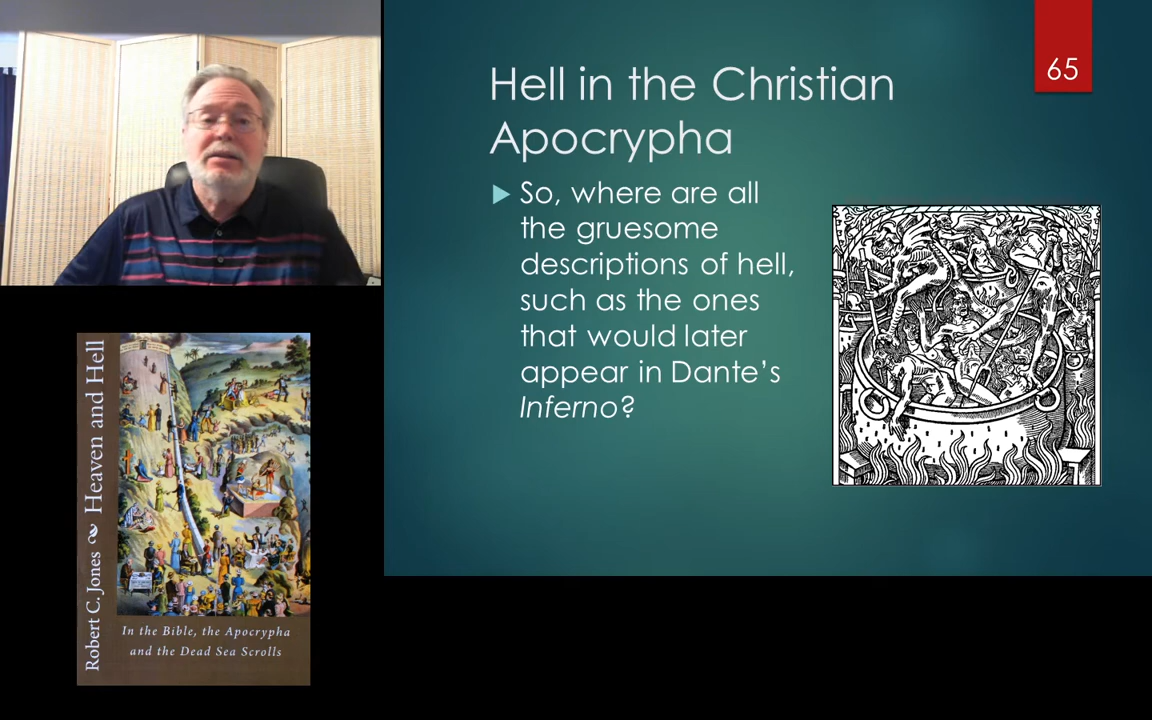 65
Hell in the Christian
Apocrypha
So, where are all
the gruesome
descriptions of hell,
such as the ones
that would later
appear in Dante's
Inferno?
Robert C. Jones Heaven and Hell
In the Bible, the Apocrypha
and the Dead Sea Scrolls